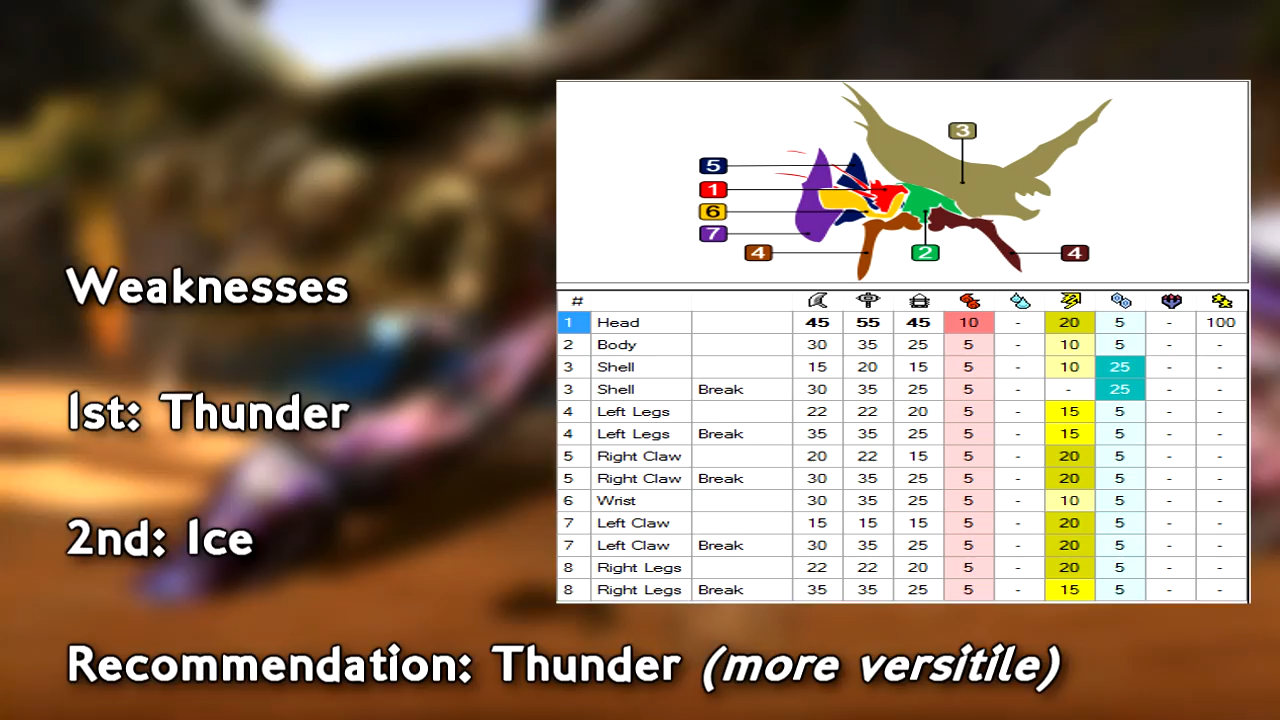 Weaknesses
1st: Thunder
2nd: Ice
Recommendation: Thunder (more versitile)
3
5
1
6
7
4
2
4
#
1 Head 45 55 45 10 - 20 5 - 100
2 Body 30 35 25 5 - 10 5 - -
3 Shell 15 20 15 5 - 10 25 - -
3 Shell Break 30 35 25 5 - - 25 - -
4 Left Legs 22 22 20 5 - 15 5 - -
4 Left Legs Break 35 35 25 5 - 15 5 - -
5 Right Claw 20 22 15 5 - 20 5 - -
5 Right Claw Break 30 35 25 5 - 20 5 - -
6 Wrist 30 35 25 5 - 10 5 - -
7 Left Claw 15 15 15 5 - 20 5 - -
7 Left Claw Break 30 35 25 5 - 20 5 - -
8 Right Legs 22 22 20 5 - 20 5 - -
8 Right Legs Break 35 35 25 5 - 15 5 - -